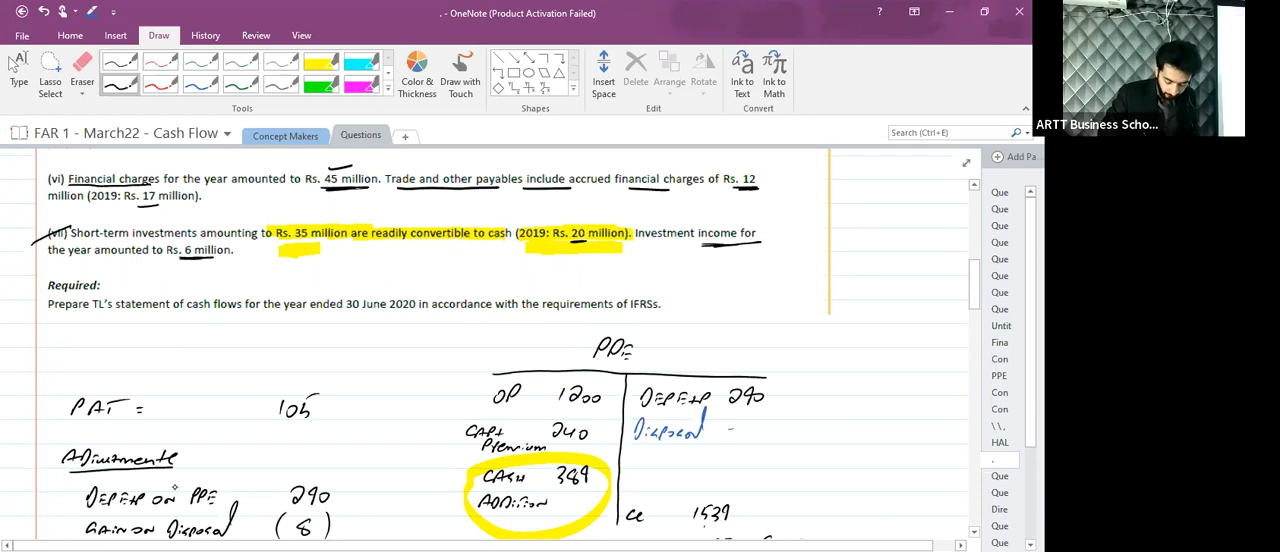 . - OneNote (Product Activation Failed)
File Home Insert Draw History Review View
Type Lasso Select Eraser Color & Thickness Draw with Touch Insert Space Delete Arrange Rotate Ink to Text Ink to Math
Tools Shapes Edit Convert
FAR 1 - March22 - Cash Flow Concept Makers Questions Search (Ctrl+E)
ARTT Business Scho...
Add Pa
(vi) Financial charges for the year amounted to Rs. 45 million. Trade and other payables include accrued financial charges of Rs. 12
million (2019: Rs. 17 million).
(vii) Short-term investments amounting to Rs. 35 million are readily convertible to cash (2019: Rs. 20 million). Investment income for
the year amounted to Rs. 6 million.
Required:
Prepare TL's statement of cash flows for the year ended 30 June 2020 in accordance with the requirements of IFRSs.
PPE
OP 1200 DEPEXP 290
PAT = 105
CAP+ Premium 240 Disposal -
Adjustments
CASH ADDITION 389
DEPEXP ON PPE 290
GAIN ON Disposal (8)
CL 1539
Que
Que
Que
Que
Que
Que
Que
Que
Untit
Fina
Con
PPE
Con
Con
\\,
HAL
.
Que
Que
Que
Dire
Que
Que